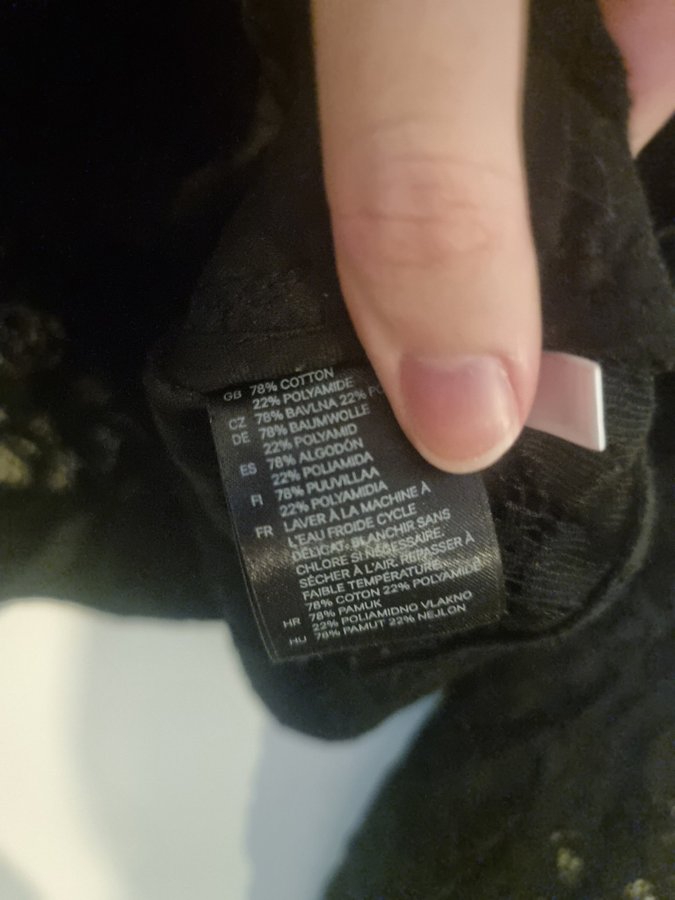 GB 78% COTTON
22% POLYAMIDE
CZ 78% BAVLNA 22%
DE 78% BAUMWOLLE
22% POLYAMID
ES 78% ALGODÓN
22% POLIAMIDA
FI 78% PUUVILLAA
22% POLYAMIDIA
FR LAVER À LA MACHINE À
L'EAU FROIDE CYCLE
DÉLICAT. BLANCHIR SANS
CHLORE SI NÉCESSAIRE.
SÉCHER À L'AIR. REPASSER À
FAIBLE TEMPÉRATURE.
78% COTON 22% POLYAMIDE
HR 78% PAMUK
22% POLIAMIDNO VLAKNO
HU 78% PAMUT 22% NEJLON